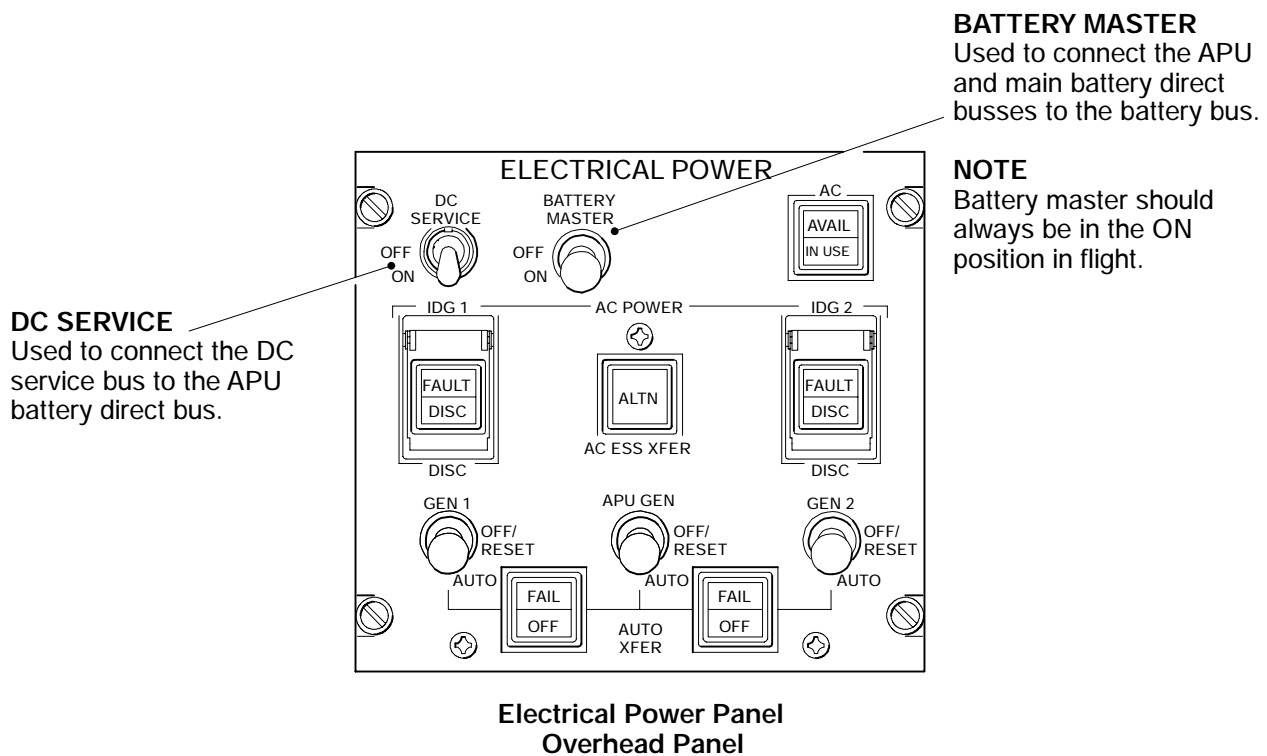 BATTERY MASTER
Used to connect the APU
and main battery direct
busses to the battery bus.
NOTE
Battery master should
always be in the ON
position in flight.
DC SERVICE
Used to connect the DC
service bus to the APU
battery direct bus.
ELECTRICAL POWER
DC
SERVICE
OFF
ON
BATTERY
MASTER
OFF
ON
AC
AVAIL
IN USE
IDG 1
AC POWER
IDG 2
FAULT
DISC
DISC
ALTN
AC ESS XFER
FAULT
DISC
DISC
GEN 1
OFF/
RESET
AUTO
APU GEN
OFF/
RESET
AUTO
GEN 2
OFF/
RESET
AUTO
FAIL
OFF
AUTO
XFER
FAIL
OFF
Electrical Power Panel
Overhead Panel